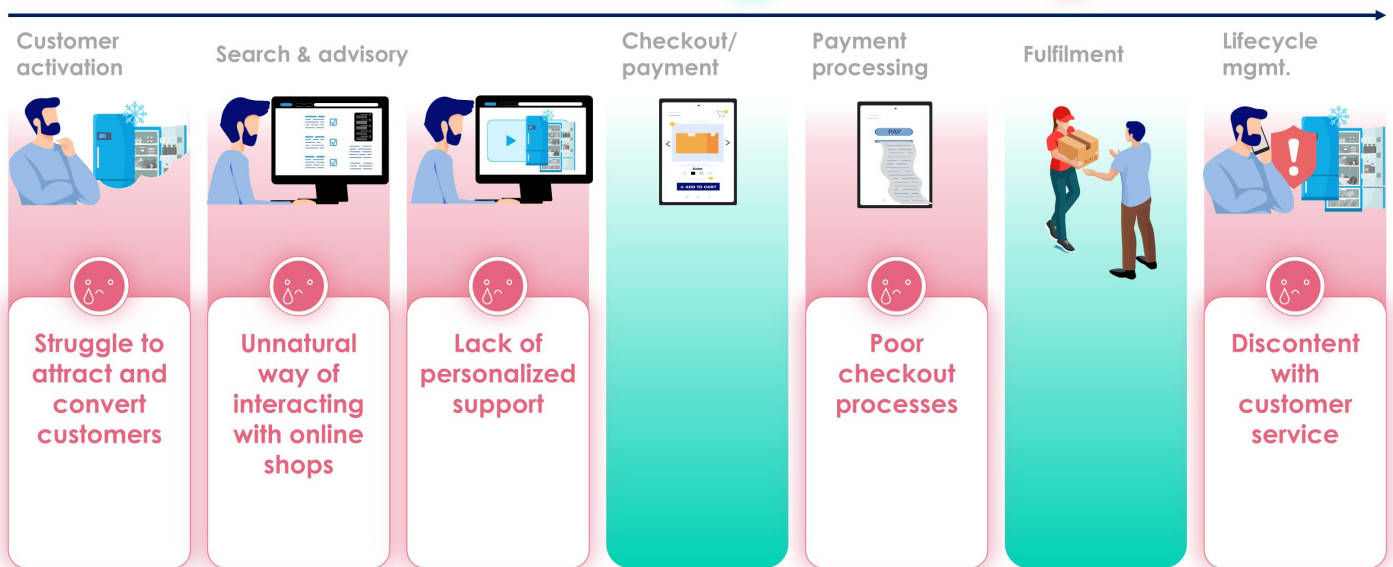 Customer
activation
Search & advisory
Checkout/
payment
Payment
processing
Fulfilment
Lifecycle
mgmt.
ADD TO CART
PAY
Struggle to
attract and
convert
customers
Unnatural
way of
interacting
with online
shops
Lack of
personalized
support
Poor
checkout
processes
Discontent
with
customer
service